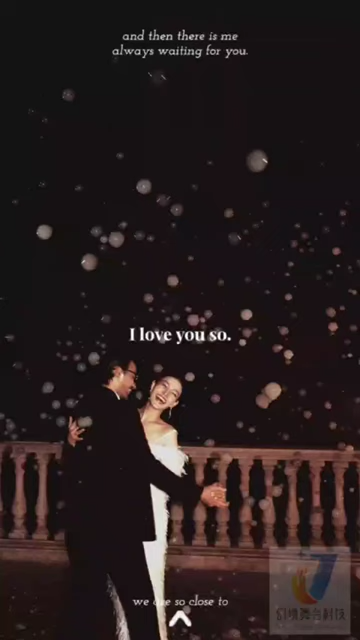 and then there is me
always waiting for you.
I love you so.
we are so close to